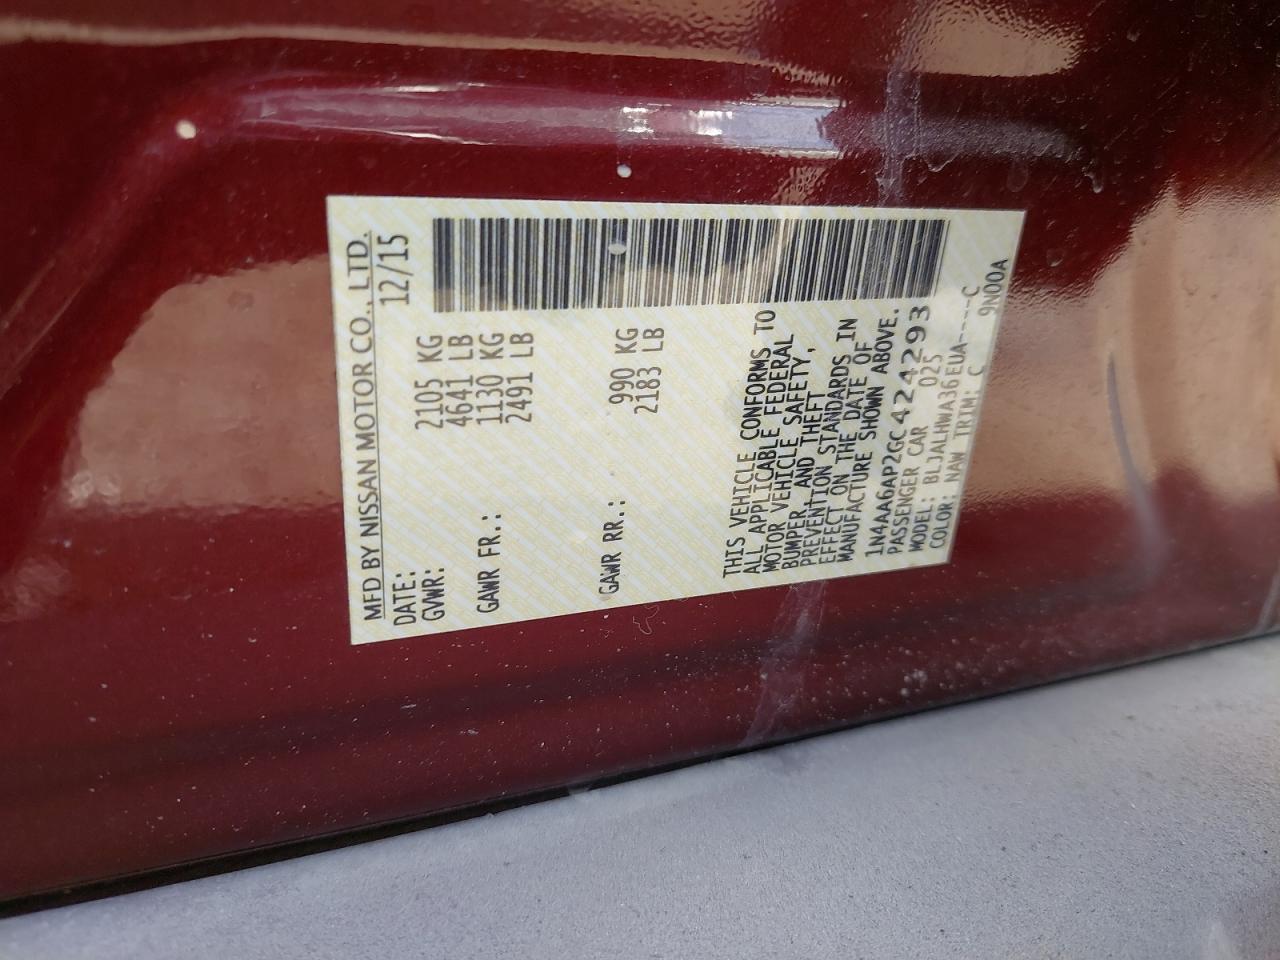 MFD BY NISSAN MOTOR CO., LTD.
DATE: 12/15
GVWR: 2105 KG
4641 LB
GAWR FR.: 1130 KG
2491 LB
GAWR RR.: 990 KG
2183 LB
THIS VEHICLE CONFORMS TO
ALL APPLICABLE FEDERAL
MOTOR VEHICLE SAFETY,
BUMPER, AND THEFT
PREVENTION STANDARDS IN
EFFECT ON THE DATE OF
MANUFACTURE SHOWN ABOVE.
1N4AA6AP2GC424293
PASSENGER CAR 025
MODEL: BLJALHWA36EUA----C
COLOR: NAW TRIM: C 9N00A